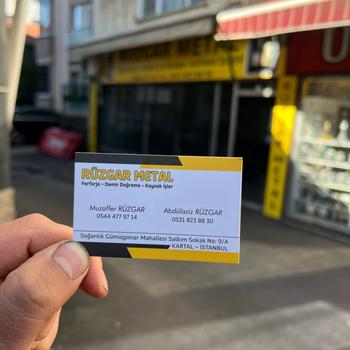 RÜZGAR METAL
RÜZGAR METAL
Ferforje – Demir Doğrama – Kaynak İşler
Muzaffer RÜZGAR
0544 477 97 14
Abdülaziz RÜZGAR
0531 823 88 30
Soğanlık Gümüşpınar Mahallesi Salkım Sokak No: 9/A
KARTAL – İSTANBUL
METAL